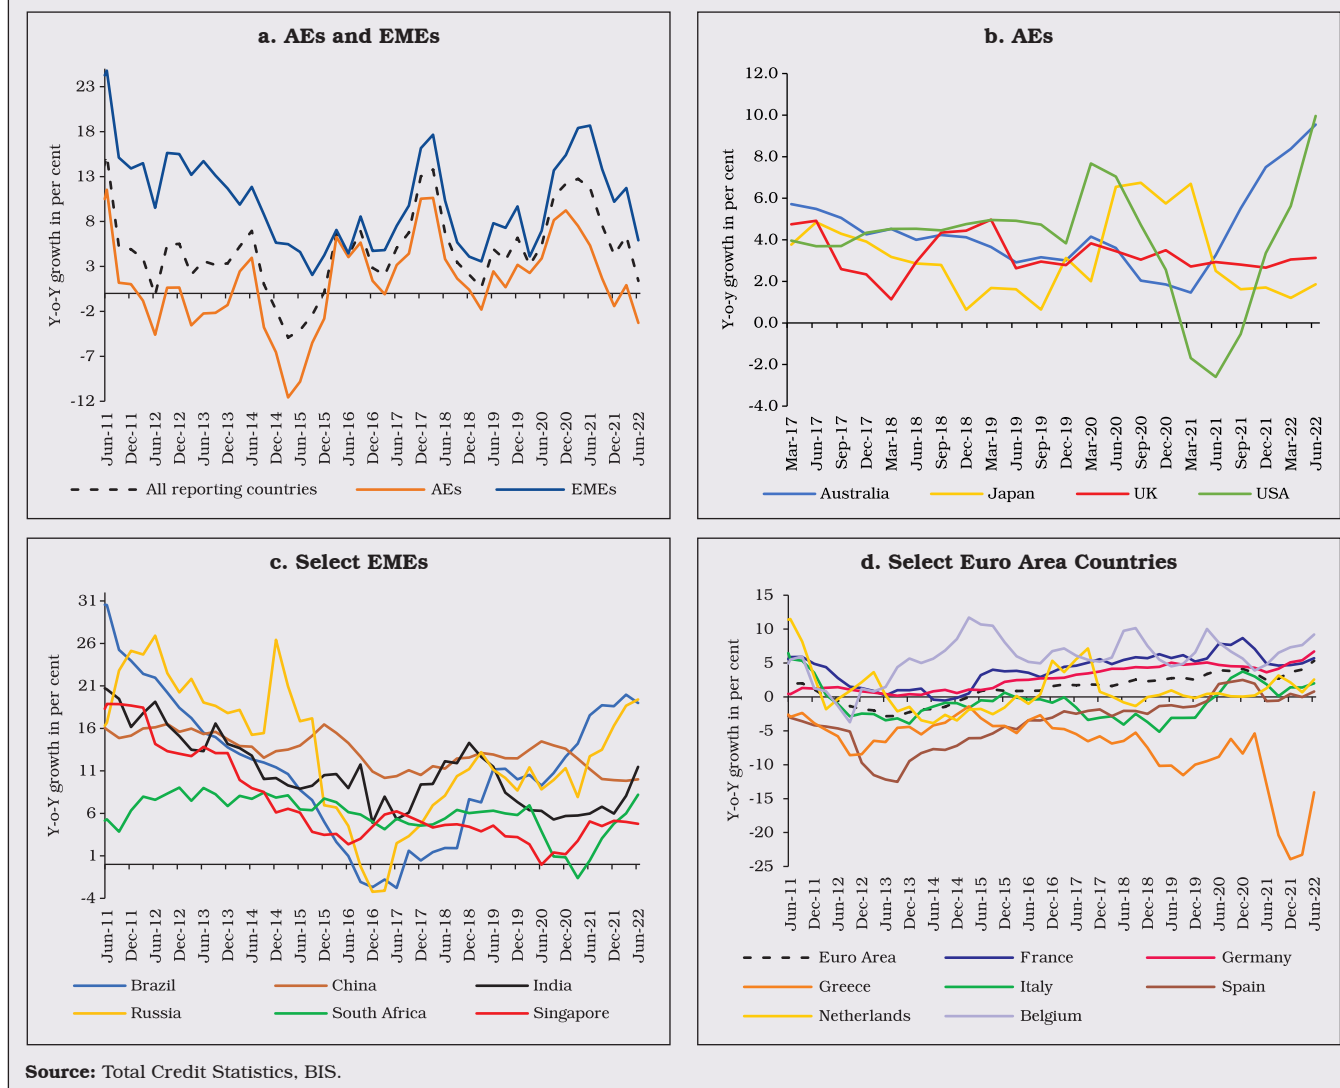 a. AEs and EMEs
Y-o-Y growth in per cent
23
18
13
8
3
-2
-7
-12
Jun-11
Dec-11
Jun-12
Dec-12
Jun-13
Dec-13
Jun-14
Dec-14
Jun-15
Dec-15
Jun-16
Dec-16
Jun-17
Dec-17
Jun-18
Dec-18
Jun-19
Dec-19
Jun-20
Dec-20
Jun-21
Dec-21
Jun-22
All reporting countries
AEs
EMEs
b. AEs
Y-o-y growth in per cent
12.0
10.0
8.0
6.0
4.0
2.0
0.0
-2.0
-4.0
Mar-17
Jun-17
Sep-17
Dec-17
Mar-18
Jun-18
Sep-18
Dec-18
Mar-19
Jun-19
Sep-19
Dec-19
Mar-20
Jun-20
Sep-20
Dec-20
Mar-21
Jun-21
Sep-21
Dec-21
Mar-22
Jun-22
Australia
Japan
UK
USA
c. Select EMEs
Y-o-Y growth in per cent
31
26
21
16
11
6
1
-4
Jun-11
Dec-11
Jun-12
Dec-12
Jun-13
Dec-13
Jun-14
Dec-14
Jun-15
Dec-15
Jun-16
Dec-16
Jun-17
Dec-17
Jun-18
Dec-18
Jun-19
Dec-19
Jun-20
Dec-20
Jun-21
Dec-21
Jun-22
Brazil
China
India
Russia
South Africa
Singapore
d. Select Euro Area Countries
Y-o-Y growth in per cent
15
10
5
0
-5
-10
-15
-20
-25
Jun-11
Dec-11
Jun-12
Dec-12
Jun-13
Dec-13
Jun-14
Dec-14
Jun-15
Dec-15
Jun-16
Dec-16
Jun-17
Dec-17
Jun-18
Dec-18
Jun-19
Dec-19
Jun-20
Dec-20
Jun-21
Dec-21
Jun-22
Euro Area
France
Germany
Greece
Italy
Spain
Netherlands
Belgium
Source: Total Credit Statistics, BIS.